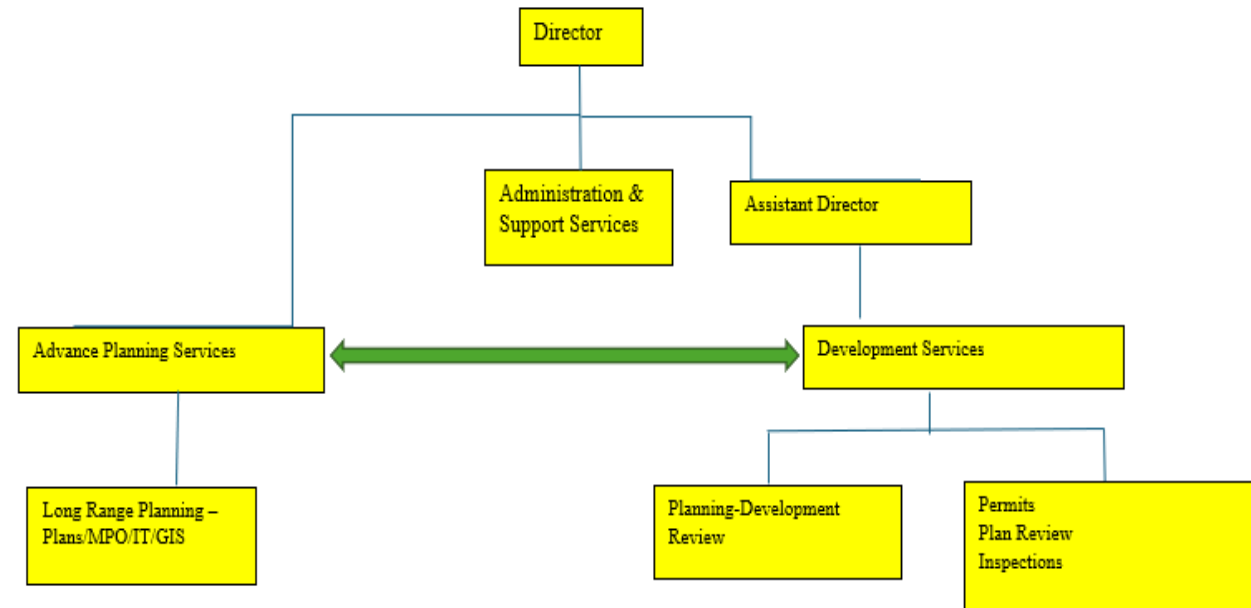 Director
Administration &
Support Services
Assistant Director
Advance Planning Services
Development Services
Long Range Planning –
Plans/MPO/IT/GIS
Planning-Development
Review
Permits
Plan Review
Inspections